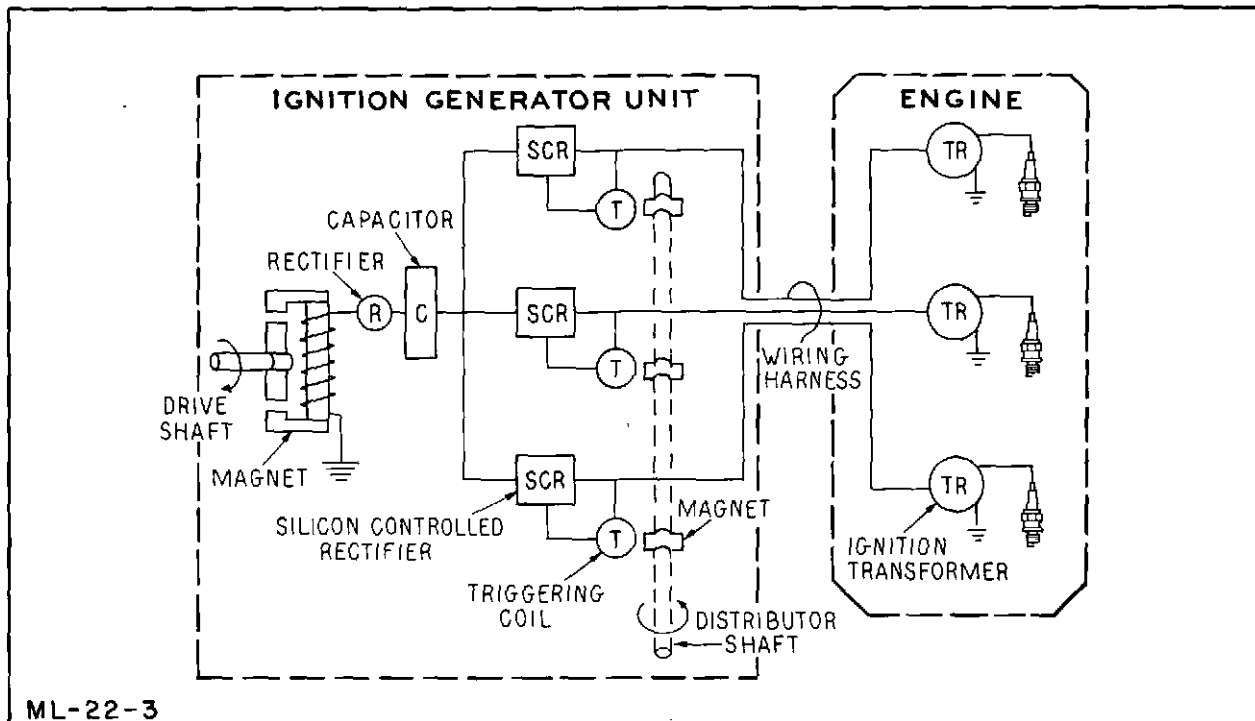 IGNITION GENERATOR UNIT
ENGINE
SCR
TR
CAPACITOR
T
RECTIFIER
R
C
SCR
TR
T
WIRING
HARNESS
DRIVE
SHAFT
MAGNET
SCR
TR
MAGNET
SILICON CONTROLLED
RECTIFIER
T
IGNITION
TRANSFORMER
TRIGGERING
COIL
DISTRIBUTOR
SHAFT
ML-22-3